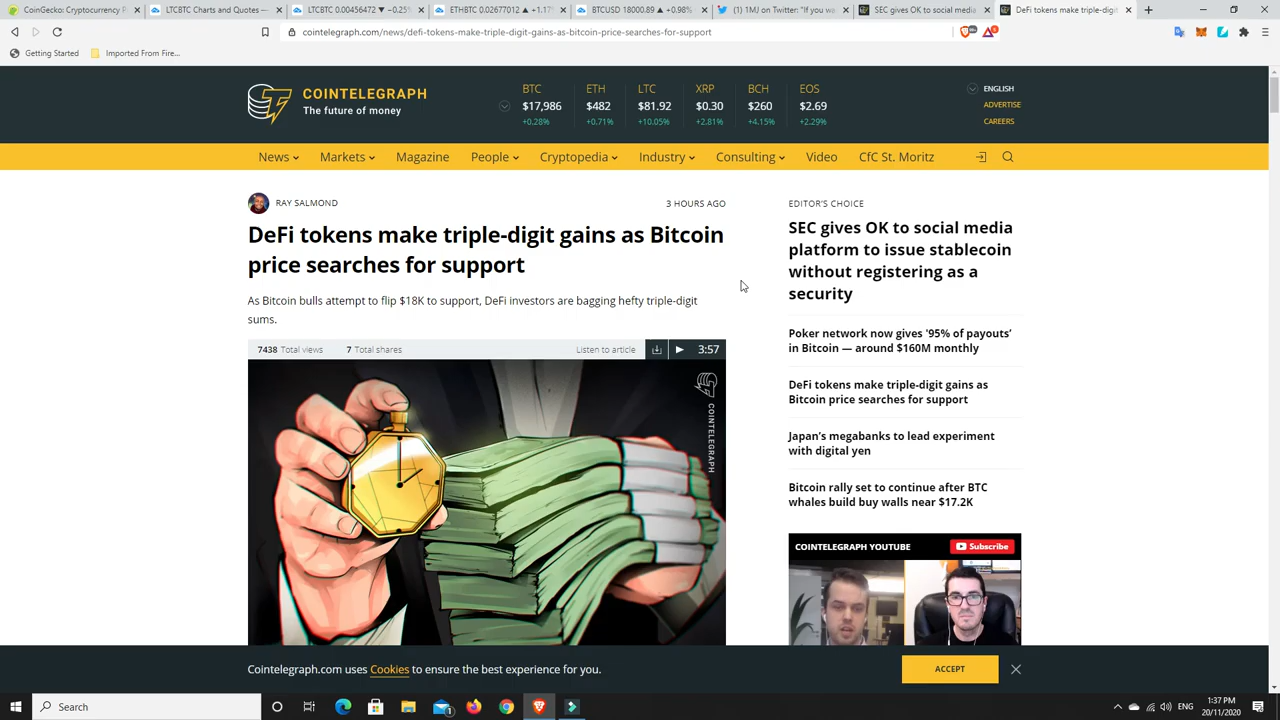 CoinGecko: Cryptocurrency P
LTCBTC Charts and Quotes —
LTCBTC 0.00456472 ▼ −0.25%
ETHBTC 0.02677012 ▲ +1.17%
BTCUSD 18000.89 ▲ +0.98%
1MJ on Twitter: "If you wa
SEC gives OK to social media
DeFi tokens make triple-digit
cointelegraph.com/news/defi-tokens-make-triple-digit-gains-as-bitcoin-price-searches-for-support
Getting Started
Imported From Fire...
COINTELEGRAPH
The future of money
BTC ETH LTC XRP BCH EOS
$17,986 $482 $81.92 $0.30 $260 $2.69
+0.28% +0.71% +10.05% +2.81% +4.15% +2.29%
ENGLISH
ADVERTISE
CAREERS
News Markets Magazine People Cryptopedia Industry Consulting Video CfC St. Moritz
RAY SALMOND
3 HOURS AGO
DeFi tokens make triple-digit gains as Bitcoin
price searches for support
As Bitcoin bulls attempt to flip $18K to support, DeFi investors are bagging hefty triple-digit
sums.
7438 Total views 7 Total shares Listen to article 3:57
COINTELEGRAPH
EDITOR'S CHOICE
SEC gives OK to social media
platform to issue stablecoin
without registering as a
security
Poker network now gives '95% of payouts’
in Bitcoin — around $160M monthly
DeFi tokens make triple-digit gains as
Bitcoin price searches for support
Japan’s megabanks to lead experiment
with digital yen
Bitcoin rally set to continue after BTC
whales build buy walls near $17.2K
COINTELEGRAPH YOUTUBE
Subscribe
Cointelegraph.com uses Cookies to ensure the best experience for you.
ACCEPT
Search
ENG
1:37 PM
20/11/2020